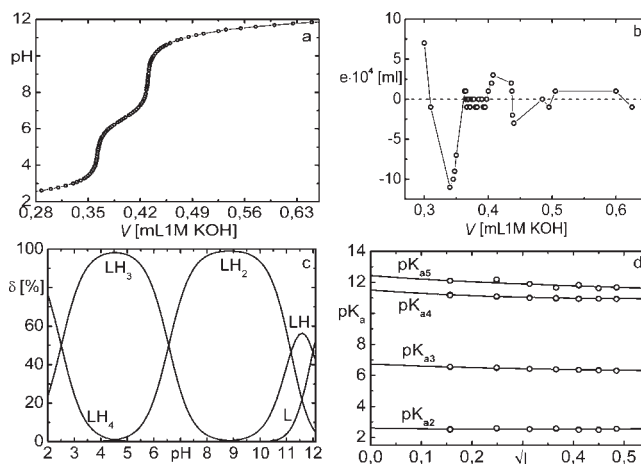 a
pH
12
10
8
6
4
2
0,28 0,35 0,42 0,49 0,56 0,63
V [mL1M KOH]
b
e·10⁴ [ml]
10
5
0
-5
-10
0,3 0,4 0,5 0,6
V [mL1M KOH]
c
δ [%]
100
80
60
40
20
0
LH₃
LH₂
LH
LH₄
L
2 3 4 5 6 pH 8 9 10 11 12
d
pKₐ
14
12
10
8
6
4
2
pKₐ₅
pKₐ₄
pKₐ₃
pKₐ₂
0,0 0,1 0,2 √I 0,3 0,4 0,5